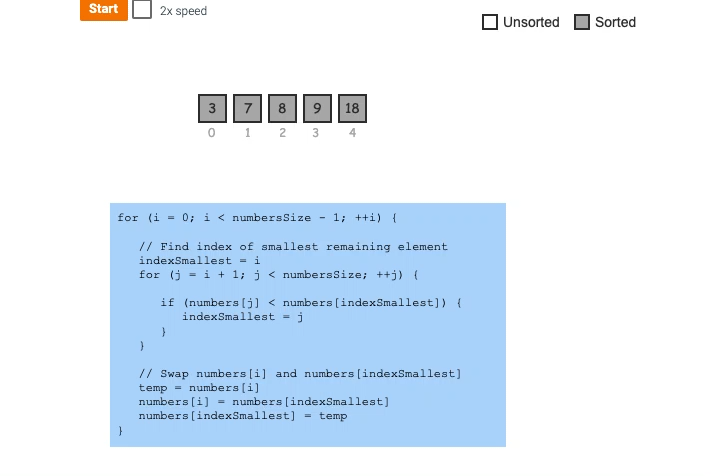 Start 2x speed
Unsorted Sorted
3 7 8 9 18
0 1 2 3 4
for (i = 0; i < numbersSize - 1; ++i) {
// Find index of smallest remaining element
indexSmallest = i
for (j = i + 1; j < numbersSize; ++j) {
if (numbers[j] < numbers[indexSmallest]) {
indexSmallest = j
}
}
// Swap numbers[i] and numbers[indexSmallest]
temp = numbers[i]
numbers[i] = numbers[indexSmallest]
numbers[indexSmallest] = temp
}